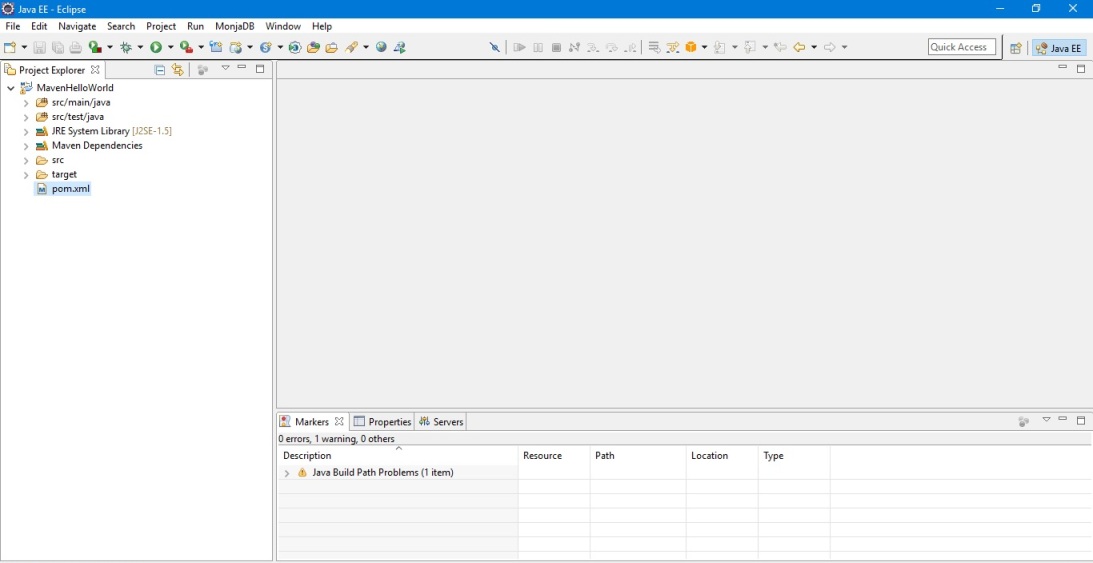 Java EE - Eclipse
File Edit Navigate Search Project Run MonjaDB Window Help
Quick Access
Java EE
Project Explorer
MavenHelloWorld
src/main/java
src/test/java
JRE System Library [J2SE-1.5]
Maven Dependencies
src
target
pom.xml
Markers Properties Servers
0 errors, 1 warning, 0 others
Description Resource Path Location Type
Java Build Path Problems (1 item)